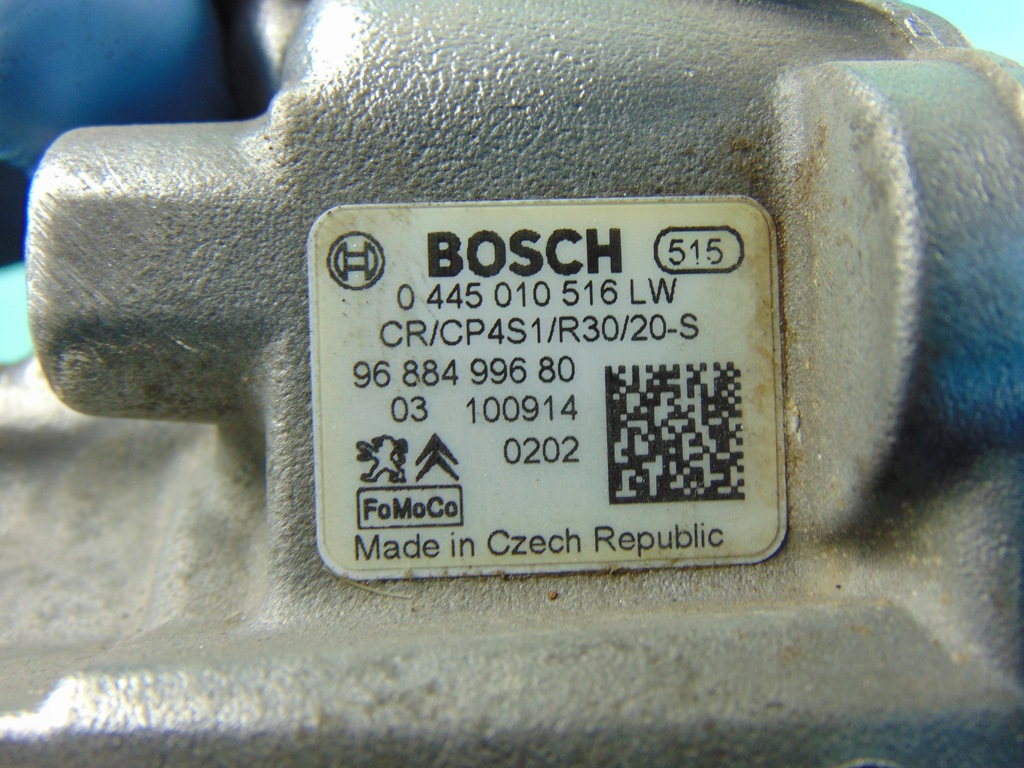 BOSCH 515
0 445 010 516 LW
CR/CP4S1/R30/20-S
96 884 996 80
03 100914
0202
FoMoCo
Made in Czech Republic